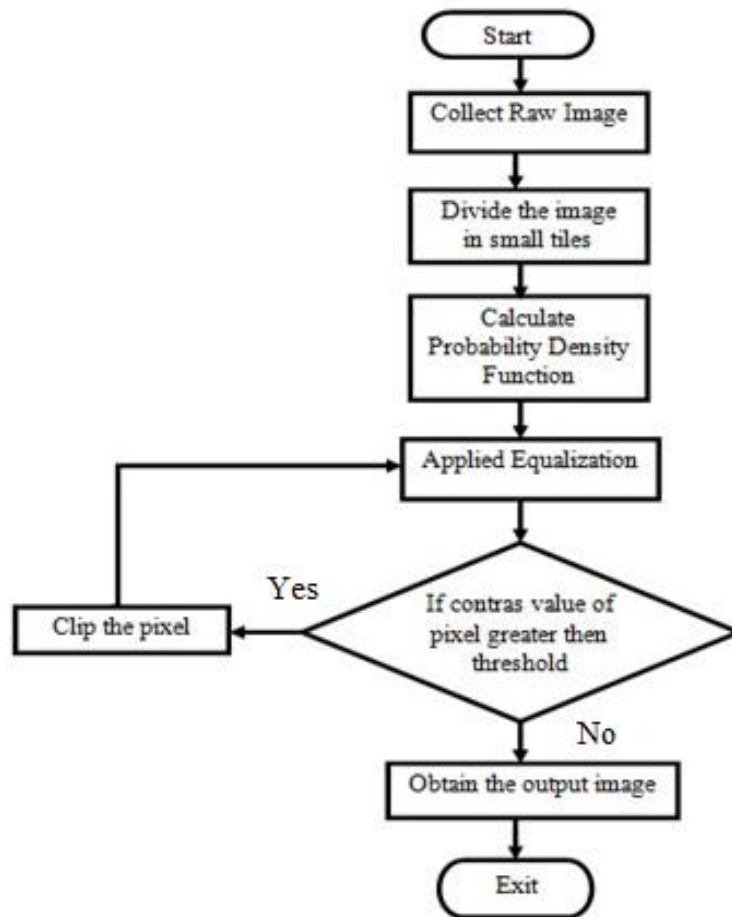 Start
Collect Raw Image
Divide the image
in small tiles
Calculate
Probability Density
Function
Applied Equalization
If contras value of
pixel greater then
threshold
Yes
Clip the pixel
No
Obtain the output image
Exit